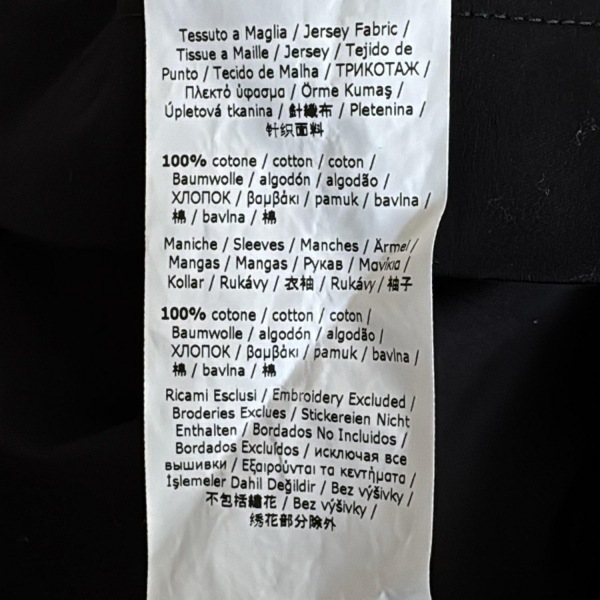 Tessuto a Maglia / Jersey Fabric /
Tissue a Maille / Jersey / Tejido de
Punto / Tecido de Malha / ТРИКОТАЖ /
Πλεκτό ύφασμα / Örme Kumaş /
Úpletová tkanina / 針織布 / Pletenina /
针织面料
100% cotone / cotton / coton /
Baumwolle / algodón / algodão /
ХЛОПОК / βαμβάκι / pamuk / bavlna /
棉 / bavlna / 棉
Maniche / Sleeves / Manches / Ärmel /
Mangas / Mangas / Рукав / Μανίκια /
Kollar / Rukávy / 衣袖 / Rukávy / 袖子
100% cotone / cotton / coton /
Baumwolle / algodón / algodão /
ХЛОПОК / βαμβάκι / pamuk / bavlna /
棉 / bavlna / 棉
Ricami Esclusi / Embroidery Excluded /
Broderies Exclues / Stickereien Nicht
Enthalten / Bordados No Incluidos /
Bordados Excluídos / исключая все
вышивки / Εξαιρούνται τα κεντήματα /
İşlemeler Dahil Değildir / Bez výšivky /
不包括繡花 / Bez výšivky /
绣花部分除外